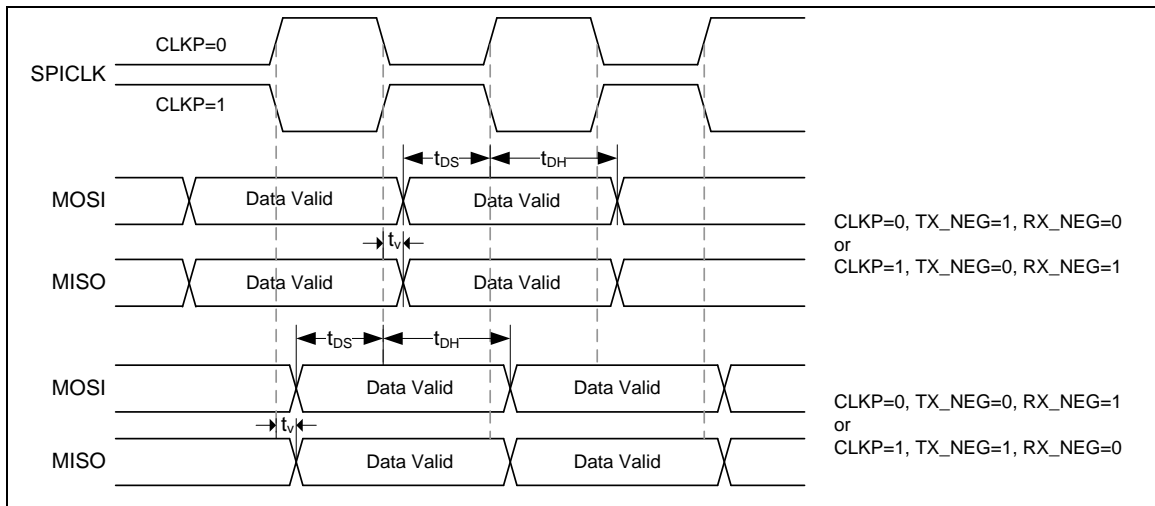 CLKP=0
SPICLK
CLKP=1
tDS
tDH
MOSI
Data Valid
Data Valid
tv
MISO
Data Valid
Data Valid
CLKP=0, TX_NEG=1, RX_NEG=0
or
CLKP=1, TX_NEG=0, RX_NEG=1
tDS
tDH
MOSI
Data Valid
Data Valid
tv
MISO
Data Valid
Data Valid
CLKP=0, TX_NEG=0, RX_NEG=1
or
CLKP=1, TX_NEG=1, RX_NEG=0